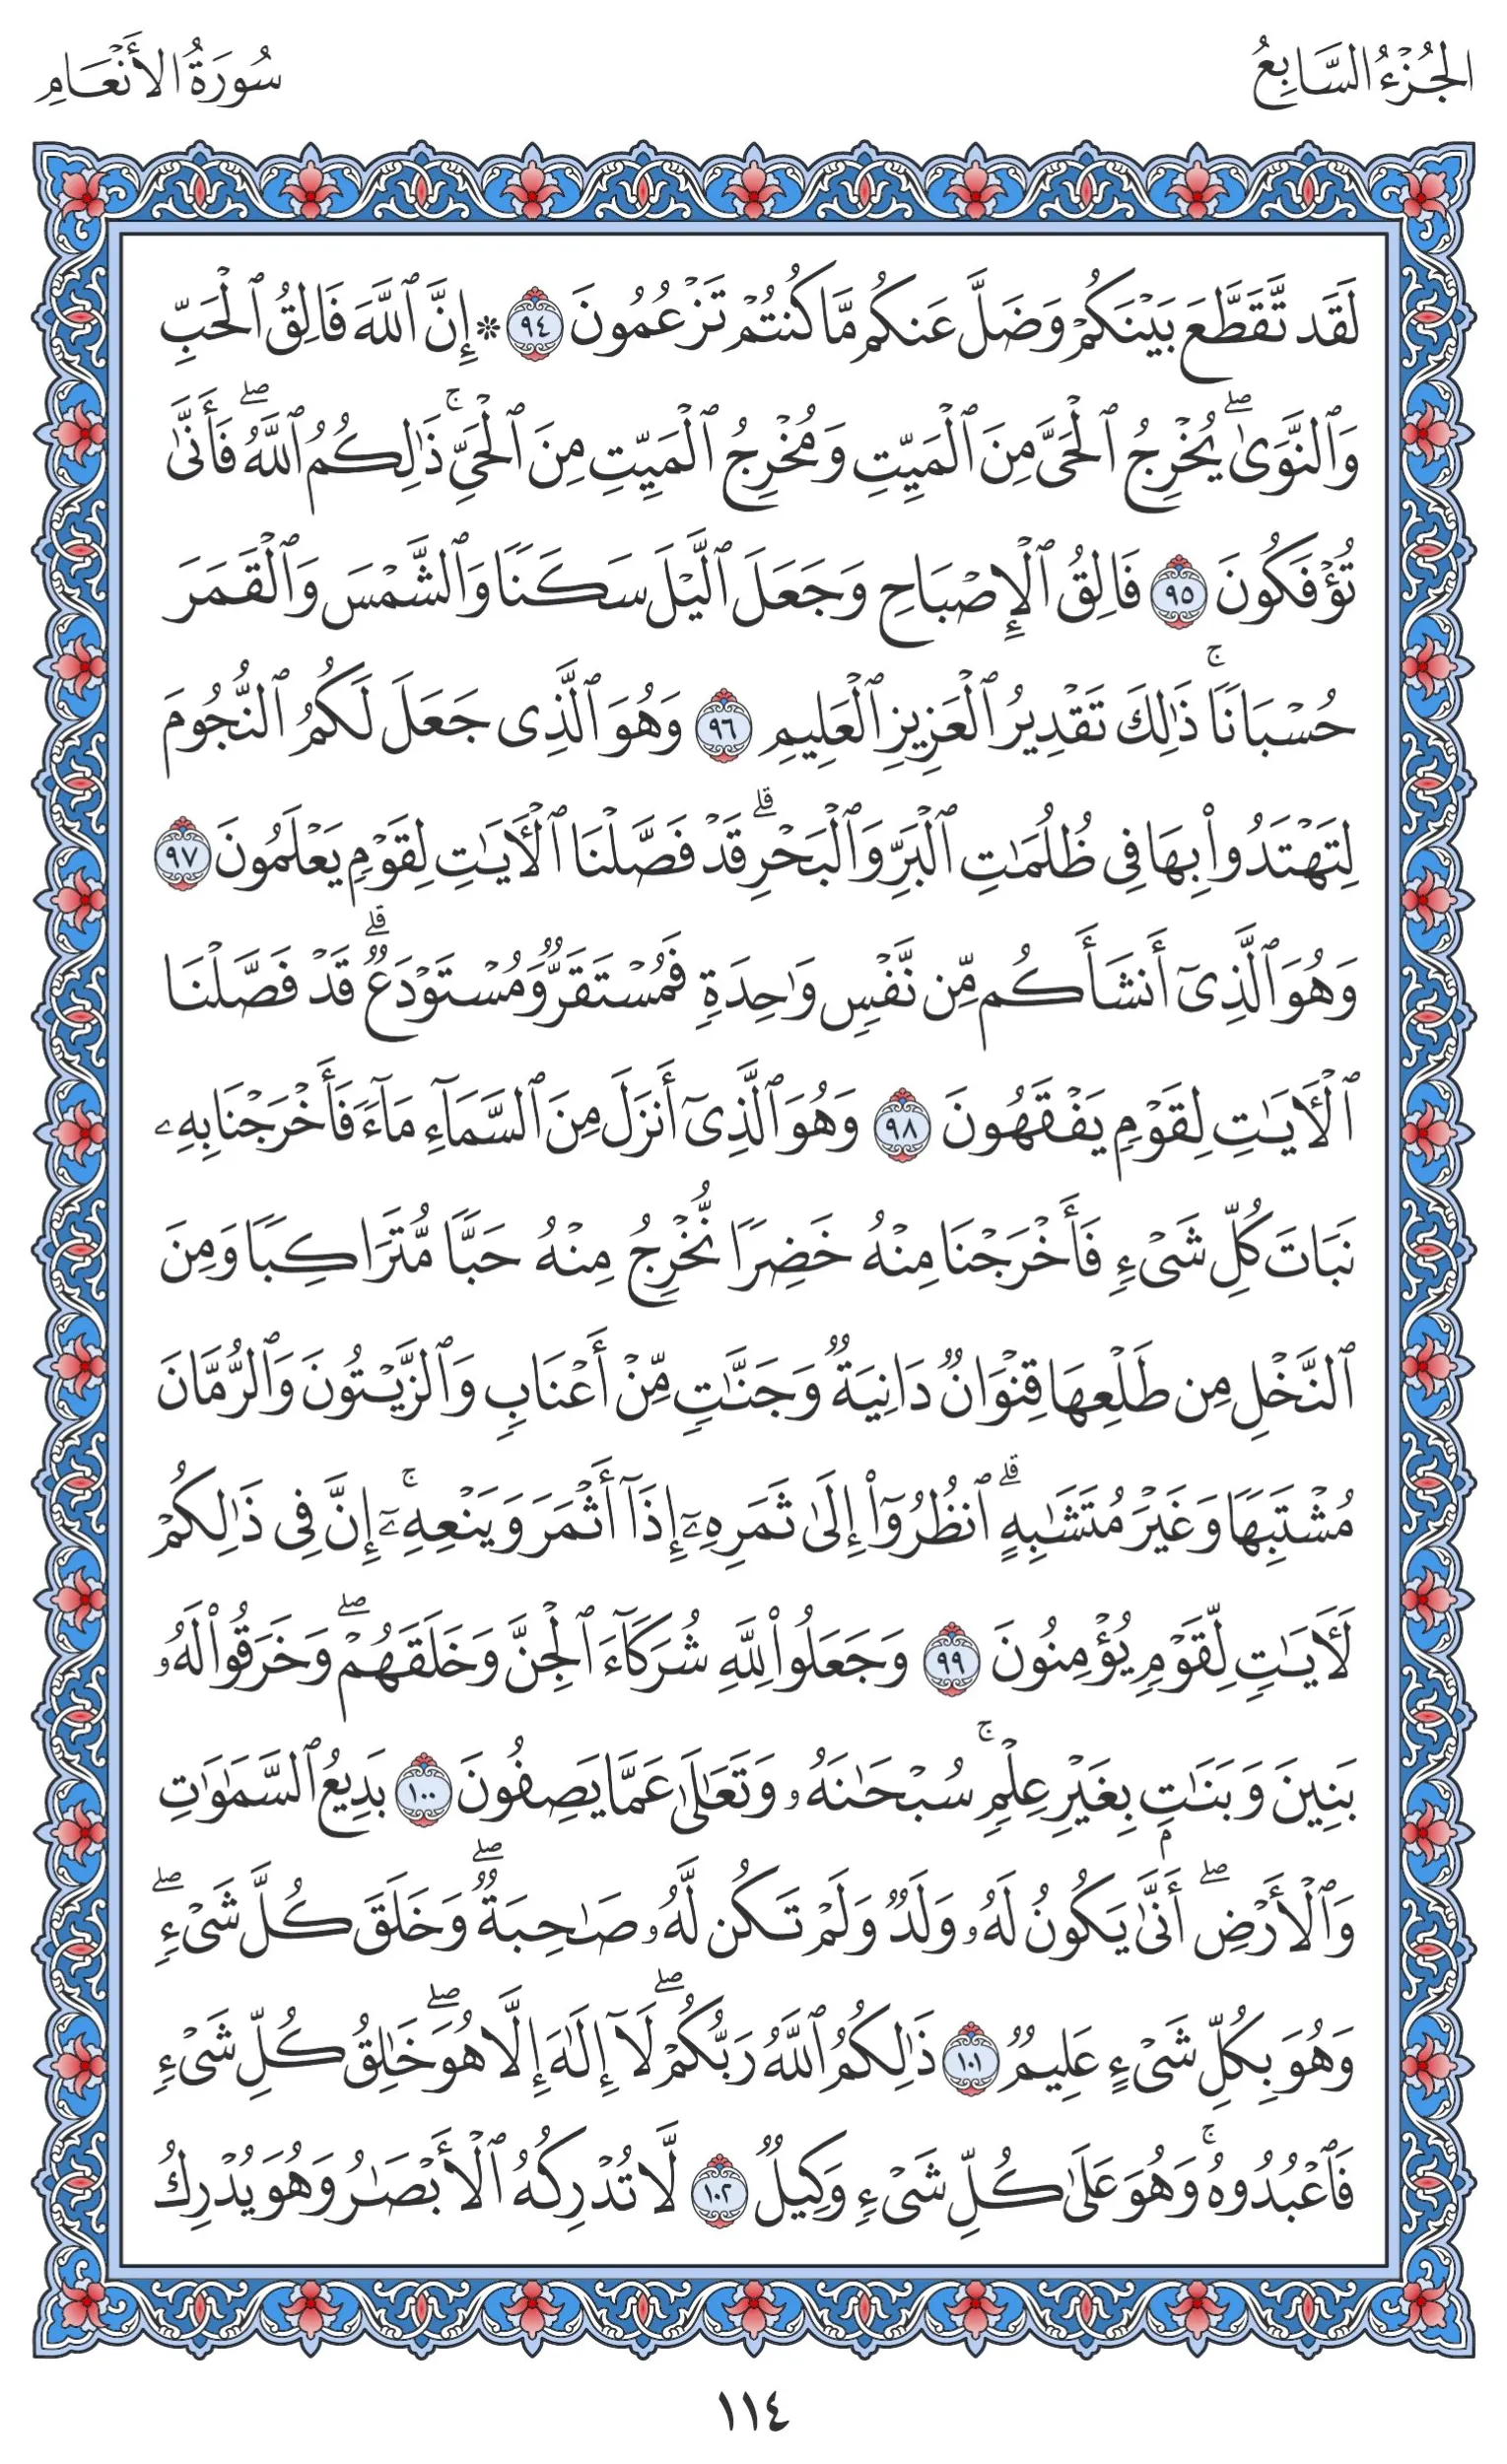 الجُزْءُ السَّابِعُ
سُورَةُ الأَنْعَامِ
لَقَد تَّقَطَّعَ بَيْنَكُمْ وَضَلَّ عَنكُم مَّا كُنتُمْ تَزْعُمُونَ ٩٤ * إِنَّ ٱللَّهَ فَالِقُ ٱلْحَبِّ
وَٱلنَّوَىٰۖ يُخْرِجُ ٱلْحَىَّ مِنَ ٱلْمَيِّتِ وَمُخْرِجُ ٱلْمَيِّتِ مِنَ ٱلْحَىِّۚ ذَٰلِكُمُ ٱللَّهُۖ فَأَنَّىٰ
تُؤْفَكُونَ ٩٥ فَالِقُ ٱلْإِصْبَاحِ وَجَعَلَ ٱلَّيْلَ سَكَنًا وَٱلشَّمْسَ وَٱلْقَمَرَ
حُسْبَانًاۚ ذَٰلِكَ تَقْدِيرُ ٱلْعَزِيزِ ٱلْعَلِيمِ ٩٦ وَهُوَ ٱلَّذِى جَعَلَ لَكُمُ ٱلنُّجُومَ
لِتَهْتَدُوا۟ بِهَا فِى ظُلُمَٰتِ ٱلْبَرِّ وَٱلْبَحْرِۗ قَدْ فَصَّلْنَا ٱلْـَٔايَٰتِ لِقَوْمٍ يَعْلَمُونَ ٩٧
وَهُوَ ٱلَّذِىٓ أَنشَأَكُم مِّن نَّفْسٍ وَٰحِدَةٍ فَمُسْتَقَرٌّ وَمُسْتَوْدَعٌۗ قَدْ فَصَّلْنَا
ٱلْـَٔايَٰتِ لِقَوْمٍ يَفْقَهُونَ ٩٨ وَهُوَ ٱلَّذِىٓ أَنزَلَ مِنَ ٱلسَّمَآءِ مَآءً فَأَخْرَجْنَا بِهِۦ
نَبَاتَ كُلِّ شَىْءٍ فَأَخْرَجْنَا مِنْهُ خَضِرًا نُّخْرِجُ مِنْهُ حَبًّا مُّتَرَاكِبًا وَمِنَ
ٱلنَّخْلِ مِن طَلْعِهَا قِنْوَانٌ دَانِيَةٌ وَجَنَّٰتٍ مِّنْ أَعْنَابٍ وَٱلزَّيْتُونَ وَٱلرُّمَّانَ
مُشْتَبِهًا وَغَيْرَ مُتَشَٰبِهٍۗ ٱنظُرُوٓا۟ إِلَىٰ ثَمَرِهِۦٓ إِذَآ أَثْمَرَ وَيَنْعِهِۦٓۚ إِنَّ فِى ذَٰلِكُمْ
لَـَٔايَٰتٍ لِّقَوْمٍ يُؤْمِنُونَ ٩٩ وَجَعَلُوا۟ لِلَّهِ شُرَكَآءَ ٱلْجِنَّ وَخَلَقَهُمْۖ وَخَرَقُوا۟ لَهُۥ
بَنِينَ وَبَنَٰتٍۭ بِغَيْرِ عِلْمٍۚ سُبْحَٰنَهُۥ وَتَعَٰلَىٰ عَمَّا يَصِفُونَ ١٠٠ بَدِيعُ ٱلسَّمَٰوَٰتِ
وَٱلْأَرْضِۖ أَنَّىٰ يَكُونُ لَهُۥ وَلَدٌ وَلَمْ تَكُن لَّهُۥ صَٰحِبَةٌۖ وَخَلَقَ كُلَّ شَىْءٍۖ
وَهُوَ بِكُلِّ شَىْءٍ عَلِيمٌ ١٠١ ذَٰلِكُمُ ٱللَّهُ رَبُّكُمْۖ لَآ إِلَٰهَ إِلَّا هُوَۖ خَٰلِقُ كُلِّ شَىْءٍ
فَٱعْبُدُوهُۚ وَهُوَ عَلَىٰ كُلِّ شَىْءٍ وَكِيلٌ ١٠٢ لَّا تُدْرِكُهُ ٱلْأَبْصَٰرُ وَهُوَ يُدْرِكُ
١١٤